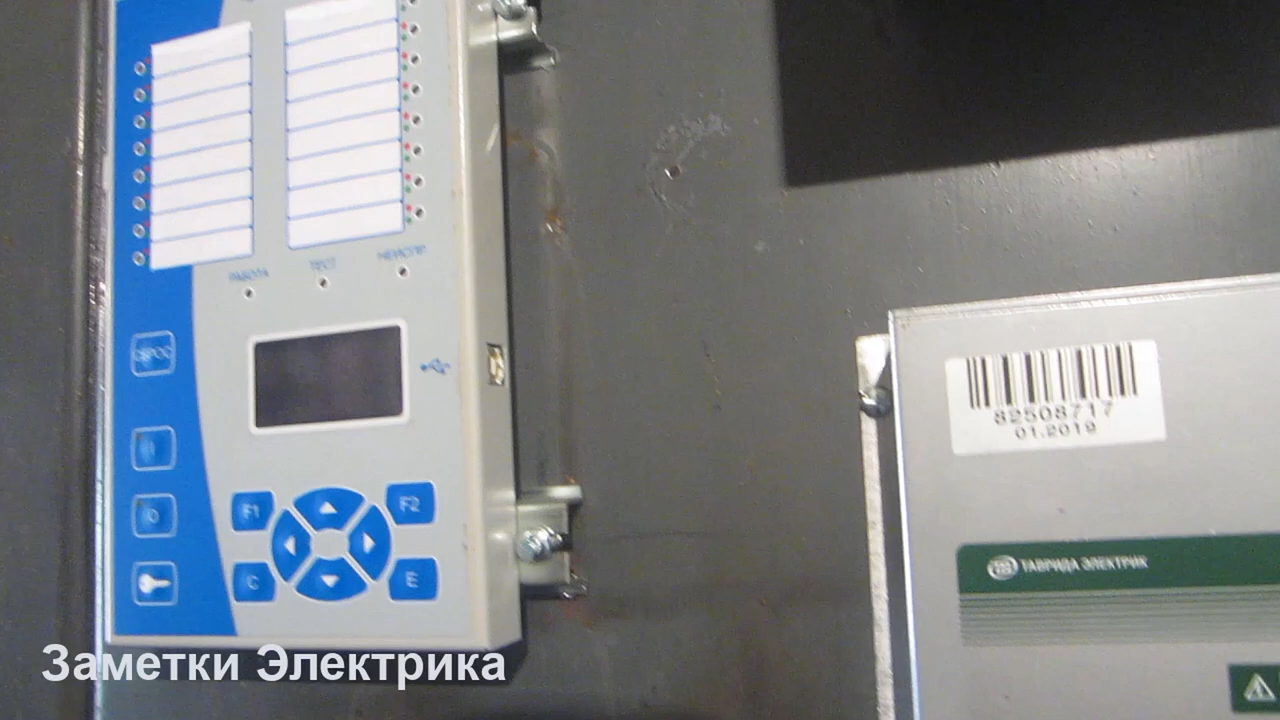 РАБОТА ТЕСТ НЕИСПР
СБРОС
F1 F2
C E
O
82508717
01.2019
ТАВРИДА ЭЛЕКТРИК
Заметки Электрика